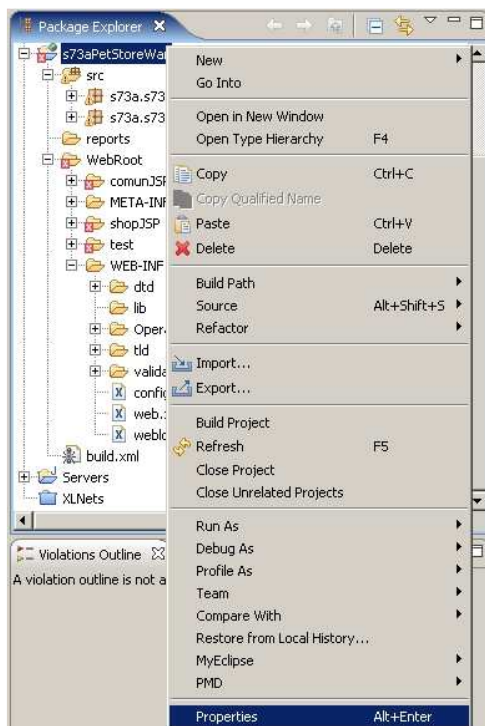 Package Explorer
s73aPetStoreWar
src
s73a.s73
s73a.s73
reports
WebRoot
comunJSP
META-INF
shopJSP
test
WEB-INF
dtd
lib
Oper
tld
valida
config
web.
weblo
build.xml
Servers
XLNets
Violations Outline
A violation outline is not a
New
Go Into
Open in New Window
Open Type Hierarchy F4
Copy Ctrl+C
Copy Qualified Name
Paste Ctrl+V
Delete Delete
Build Path
Source Alt+Shift+S
Refactor
Import...
Export...
Build Project
Refresh F5
Close Project
Close Unrelated Projects
Run As
Debug As
Profile As
Team
Compare With
Restore from Local History...
MyEclipse
PMD
Properties Alt+Enter